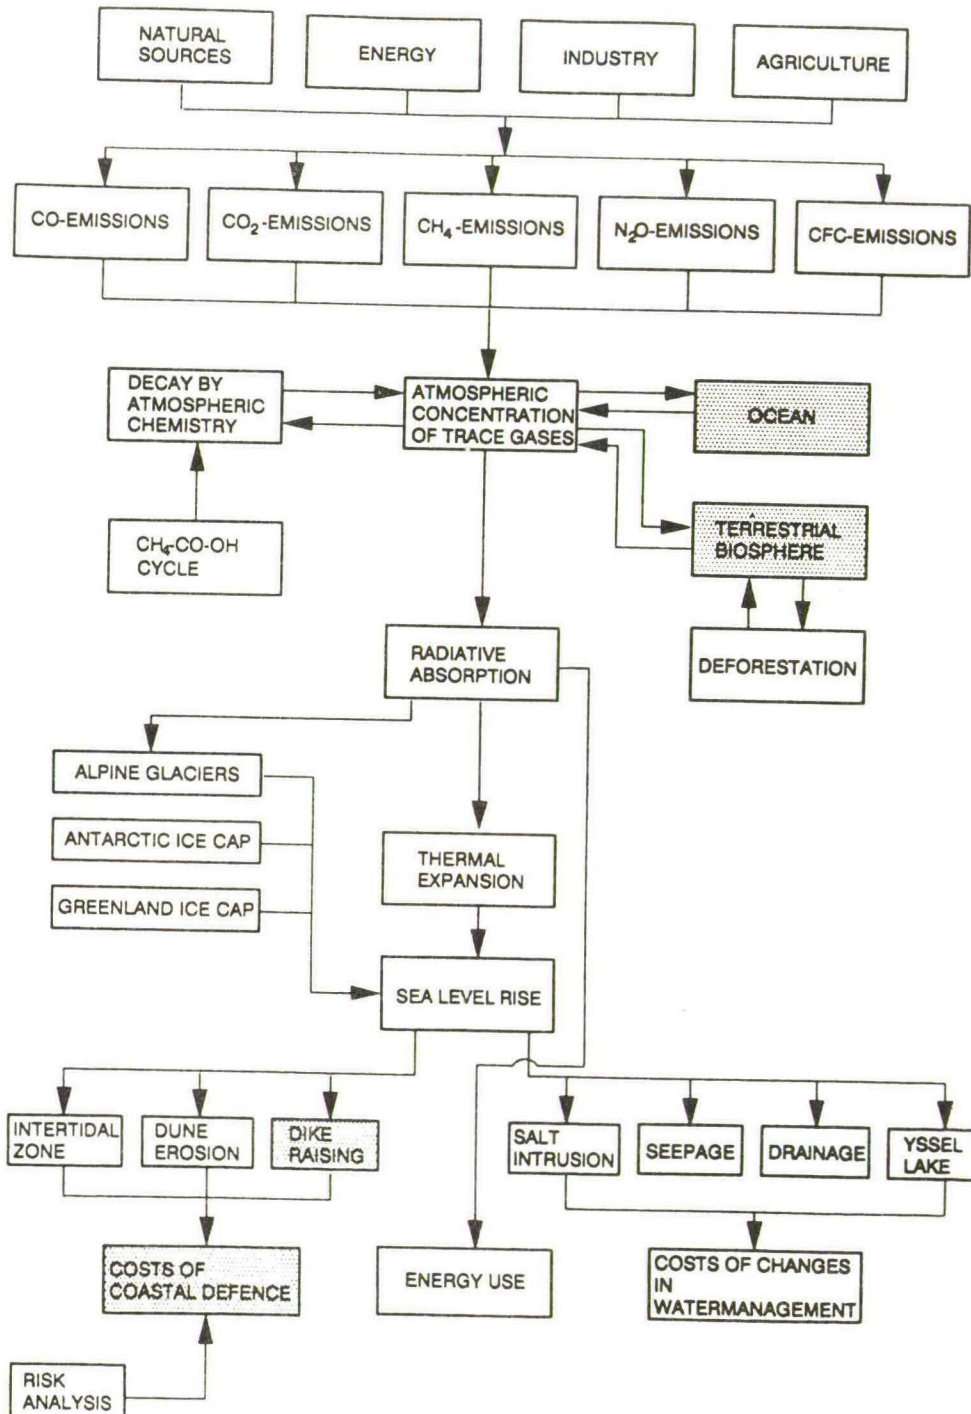 NATURAL
SOURCES
ENERGY
INDUSTRY
AGRICULTURE
CO-EMISSIONS
CO₂-EMISSIONS
CH₄-EMISSIONS
N₂O-EMISSIONS
CFC-EMISSIONS
DECAY BY
ATMOSPHERIC
CHEMISTRY
ATMOSPHERIC
CONCENTRATION
OF TRACE GASES
OCEAN
CH₄-CO-OH
CYCLE
TERRESTRIAL
BIOSPHERE
RADIATIVE
ABSORPTION
DEFORESTATION
ALPINE GLACIERS
ANTARCTIC ICE CAP
GREENLAND ICE CAP
THERMAL
EXPANSION
SEA LEVEL RISE
INTERTIDAL
ZONE
DUNE
EROSION
DIKE
RAISING
SALT
INTRUSION
SEEPAGE
DRAINAGE
YSSEL
LAKE
COSTS OF
COASTAL DEFENCE
ENERGY USE
COSTS OF CHANGES
IN
WATERMANAGEMENT
RISK
ANALYSIS